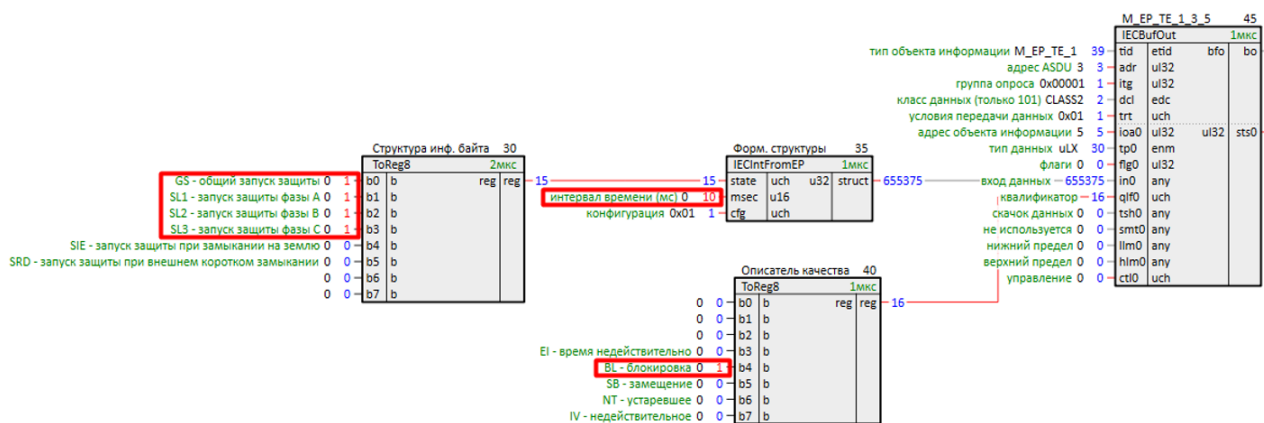 M_EP_TE_1_3_5 45
IECBufOut 1мкс
тип объекта информации M_EP_TE_1 39 tid etid bfo bo
адрес ASDU 3 3 adr ul32
группа опроса 0x00001 1 itg ul32
класс данных (только 101) CLASS2 2 dcl edc
условия передачи данных 0x01 1 trt uch
адрес объекта информации 5 5 ioa0 ul32 ul32 sts0
тип данных uLX 30 tp0 enm
флаги 0 0 flg0 ul32
вход данных 655375 in0 any
квалификатор 16 qlf0 uch
скачок данных 0 0 tsh0 any
не используется 0 0 smt0 any
нижний предел 0 0 llm0 any
верхний предел 0 0 hlm0 any
управление 0 0 ctl0 uch
Структура инф. байта 30
ToReg8 2мкс
GS - общий запуск защиты 0 1 b0 b reg reg 15
SL1 - запуск защиты фазы A 0 1 b1 b
SL2 - запуск защиты фазы B 0 1 b2 b
SL3 - запуск защиты фазы C 0 1 b3 b
SIE - запуск защиты при замыкании на землю 0 0 b4 b
SRD - запуск защиты при внешнем коротком замыкании 0 0 b5 b
0 0 b6 b
0 0 b7 b
Форм. структуры 35
IECIntFromEP 1мкс
15 state uch u32 struct 655375
интервал времени (мс) 0 10 msec u16
конфигурация 0x01 1 cfg uch
Описатель качества 40
ToReg8 1мкс
0 0 b0 b reg reg 16
0 0 b1 b
0 0 b2 b
EI - время недействительно 0 0 b3 b
BL - блокировка 0 1 b4 b
SB - замещение 0 0 b5 b
NT - устаревшее 0 0 b6 b
IV - недействительное 0 0 b7 b